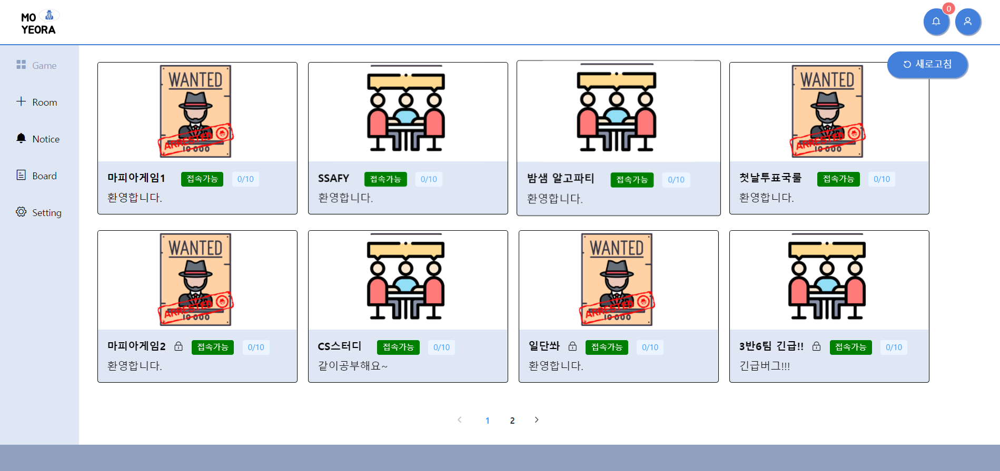 MO
YEORA
0
Game
Room
Notice
Board
Setting
새로고침
WANTED
ARRESTED
10 000
마피아게임1 접속가능 0/10
환영합니다.
SSAFY 접속가능 0/10
환영합니다.
밤샘 알고파티 접속가능 0/10
환영합니다.
WANTED
ARRESTED
10 000
첫날투표국룰 접속가능 0/10
환영합니다.
WANTED
ARRESTED
10 000
마피아게임2 접속가능 0/10
환영합니다.
CS스터디 접속가능 0/10
같이공부해요~
WANTED
ARRESTED
10 000
일단쏴 접속가능 0/10
환영합니다.
3반6팀 긴급!! 접속가능 0/10
긴급버그!!!
1 2